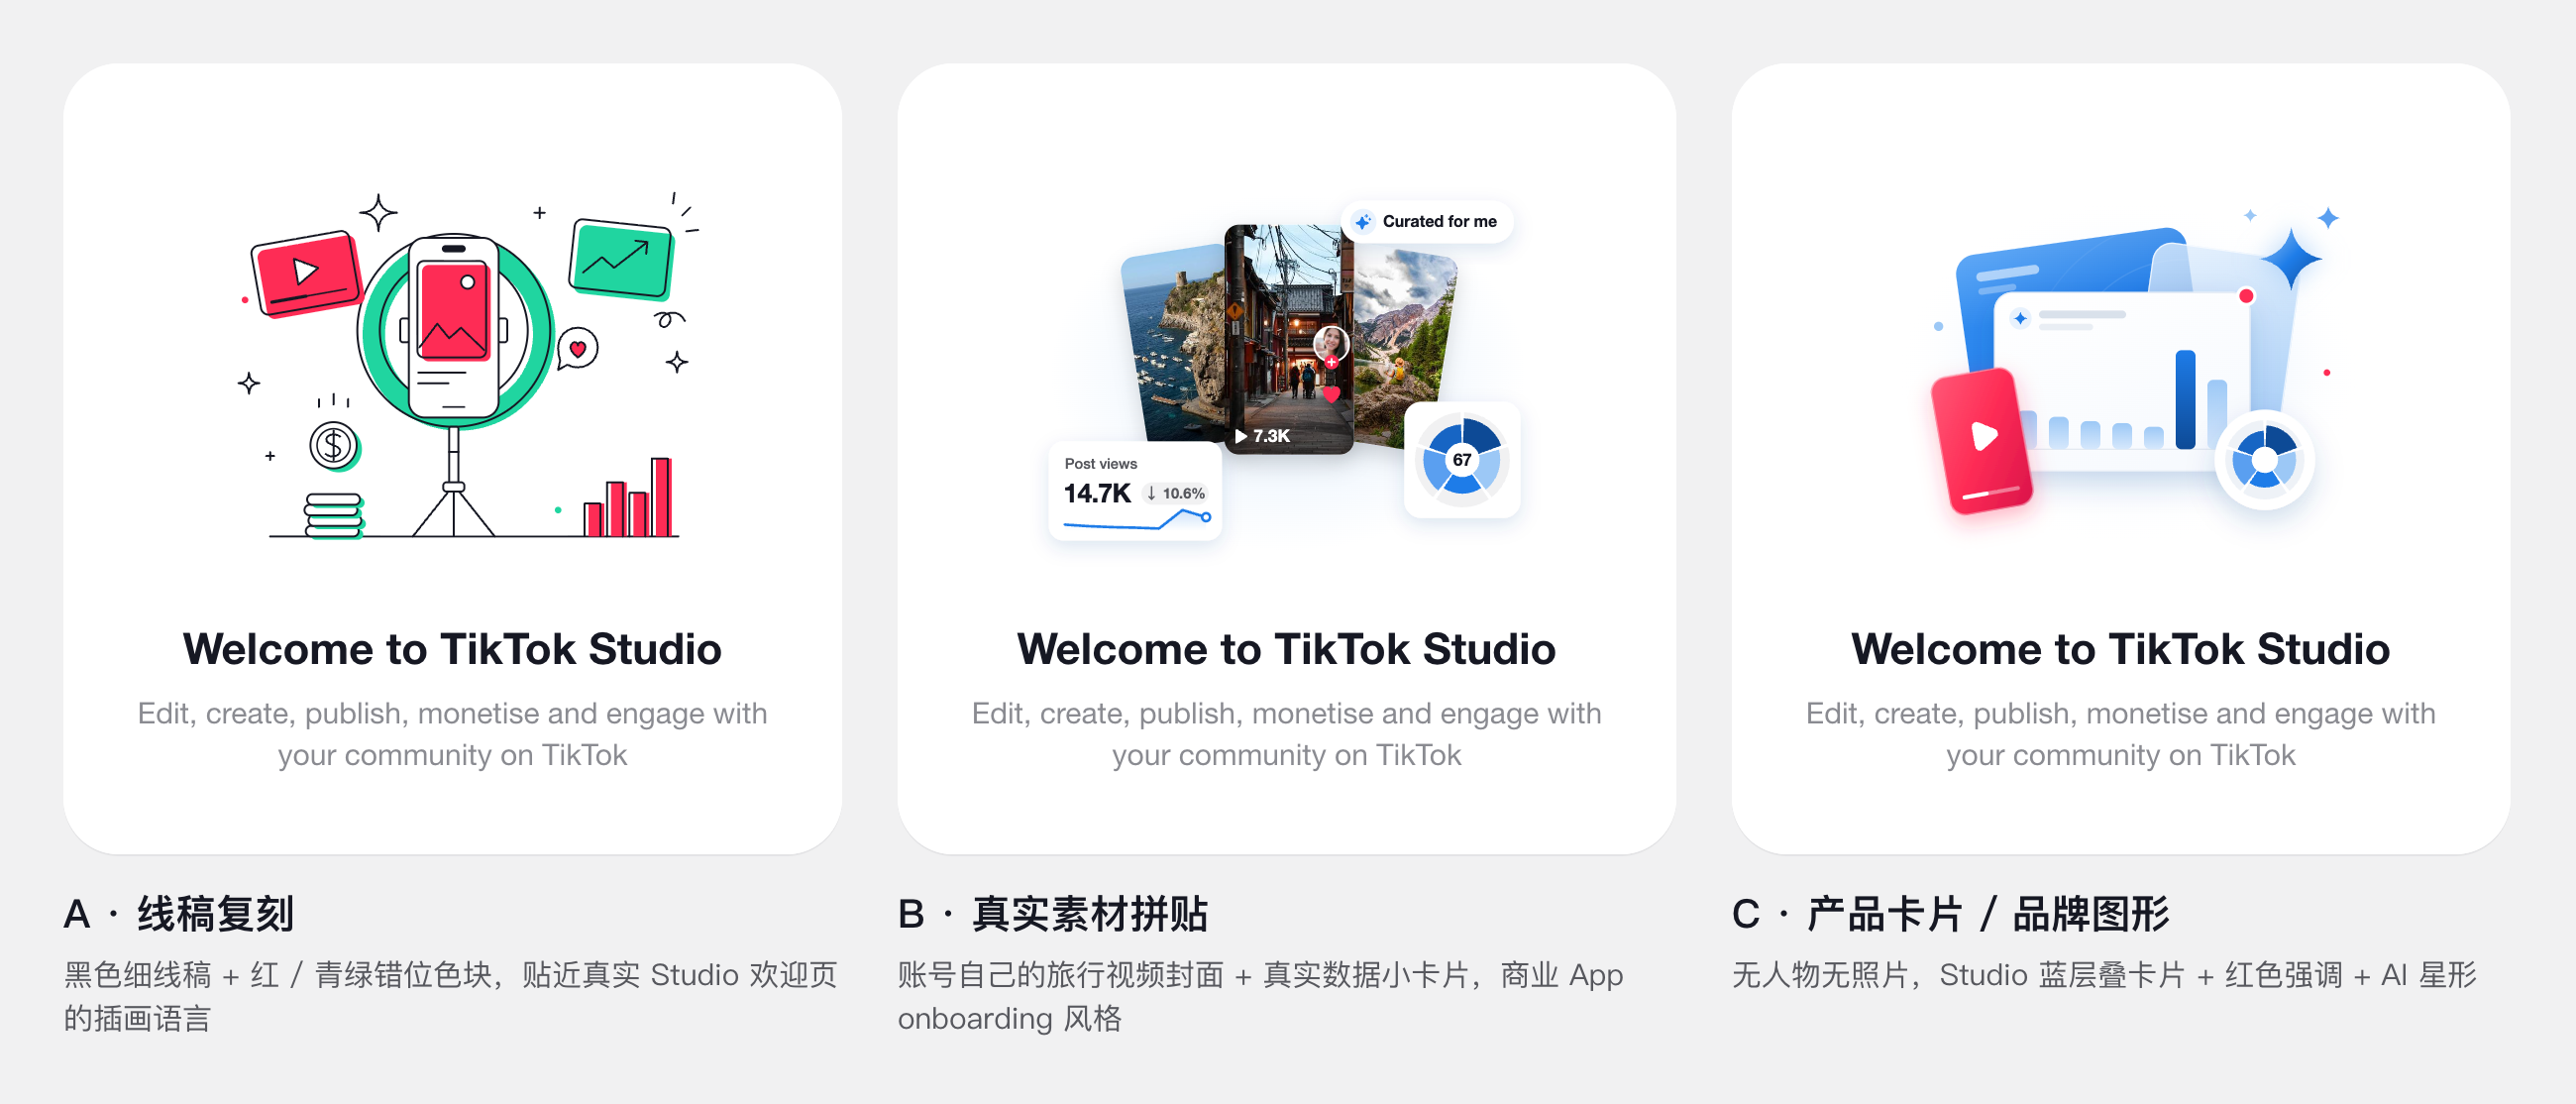 Welcome to TikTok Studio
Edit, create, publish, monetise and engage with
your community on TikTok
A · 线稿复刻
黑色细线稿 + 红 / 青绿错位色块，贴近真实 Studio 欢迎页
的插画语言
Curated for me
7.3K
Post views
14.7K ↓ 10.6%
67
Welcome to TikTok Studio
Edit, create, publish, monetise and engage with
your community on TikTok
B · 真实素材拼贴
账号自己的旅行视频封面 + 真实数据小卡片，商业 App
onboarding 风格
Welcome to TikTok Studio
Edit, create, publish, monetise and engage with
your community on TikTok
C · 产品卡片 / 品牌图形
无人物无照片，Studio 蓝层叠卡片 + 红色强调 + AI 星形